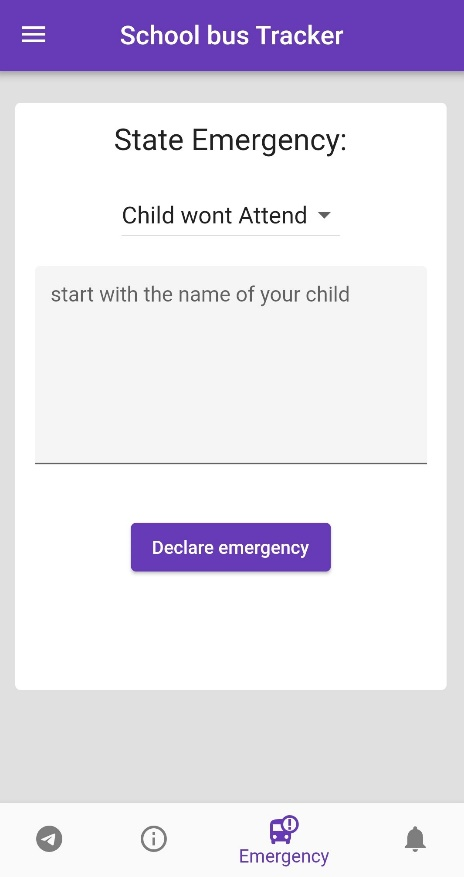 School bus Tracker
State Emergency:
Child wont Attend
start with the name of your child
Declare emergency
Emergency